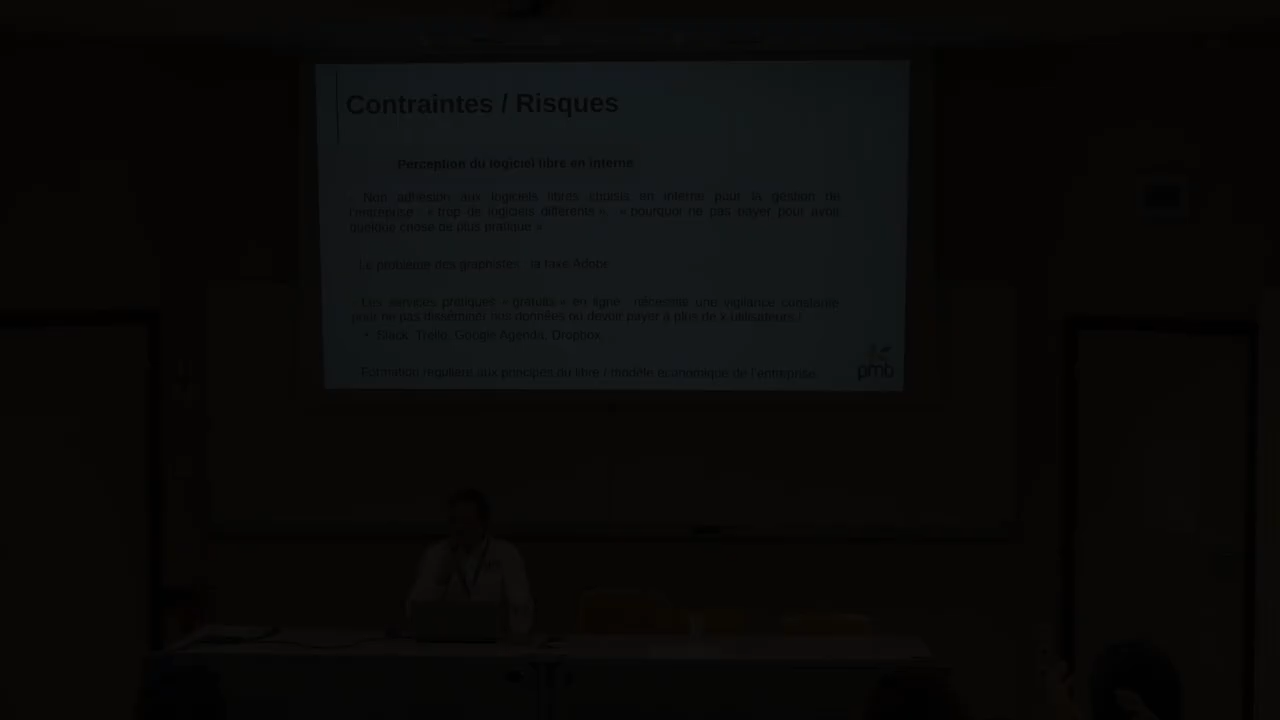 Contraintes / Risques
Perception du logiciel libre en interne
- Non adhésion aux logiciels libres choisis en interne pour la gestion de
l'entreprise : « trop de logiciels différents », « pourquoi ne pas payer pour avoir
quelque chose de plus pratique »
- Le problème des graphistes : la taxe Adobe
- Les services pratiques « gratuits » en ligne : nécessite une vigilance constante
pour ne pas disséminer nos données ou devoir payer à plus de x utilisateurs !
• Slack, Trello, Google Agenda, Dropbox,
Formation régulière aux principes du libre / modèle économique de l'entreprise
pmb